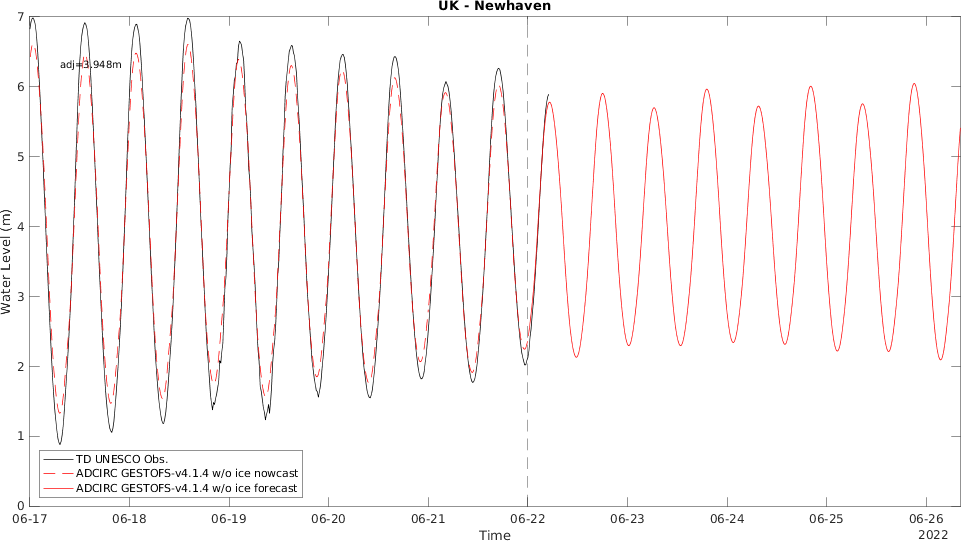 UK - Newhaven
7
adj=3.948m
6
5
4
3
2
1
0
Water Level (m)
TD UNESCO Obs.
ADCIRC GESTOFS-v4.1.4 w/o ice nowcast
ADCIRC GESTOFS-v4.1.4 w/o ice forecast
06-17 06-18 06-19 06-20 06-21 06-22 06-23 06-24 06-25 06-26
Time 2022